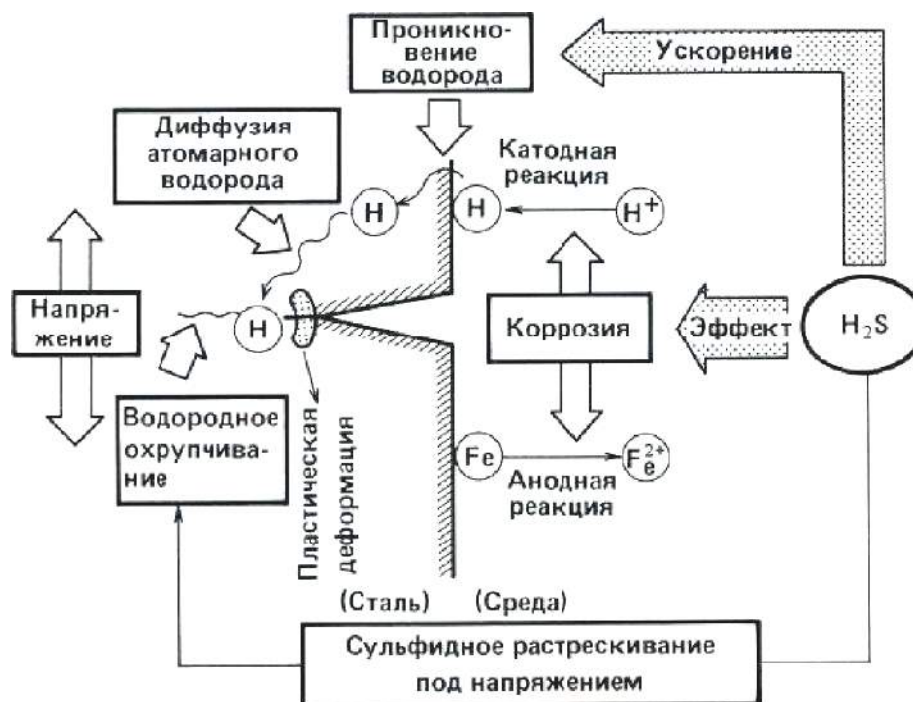 Проникно-
вение
водорода
Ускорение
Диффузия
атомарного
водорода
Катодная
реакция
H
H
H⁺
Напря-
жение
H
Коррозия
Эффект
H₂S
Водородное
охрупчива-
ние
Пластическая
деформация
Fe
Fe²⁺
Анодная
реакция
(Сталь)
(Среда)
Сульфидное растрескивание
под напряжением